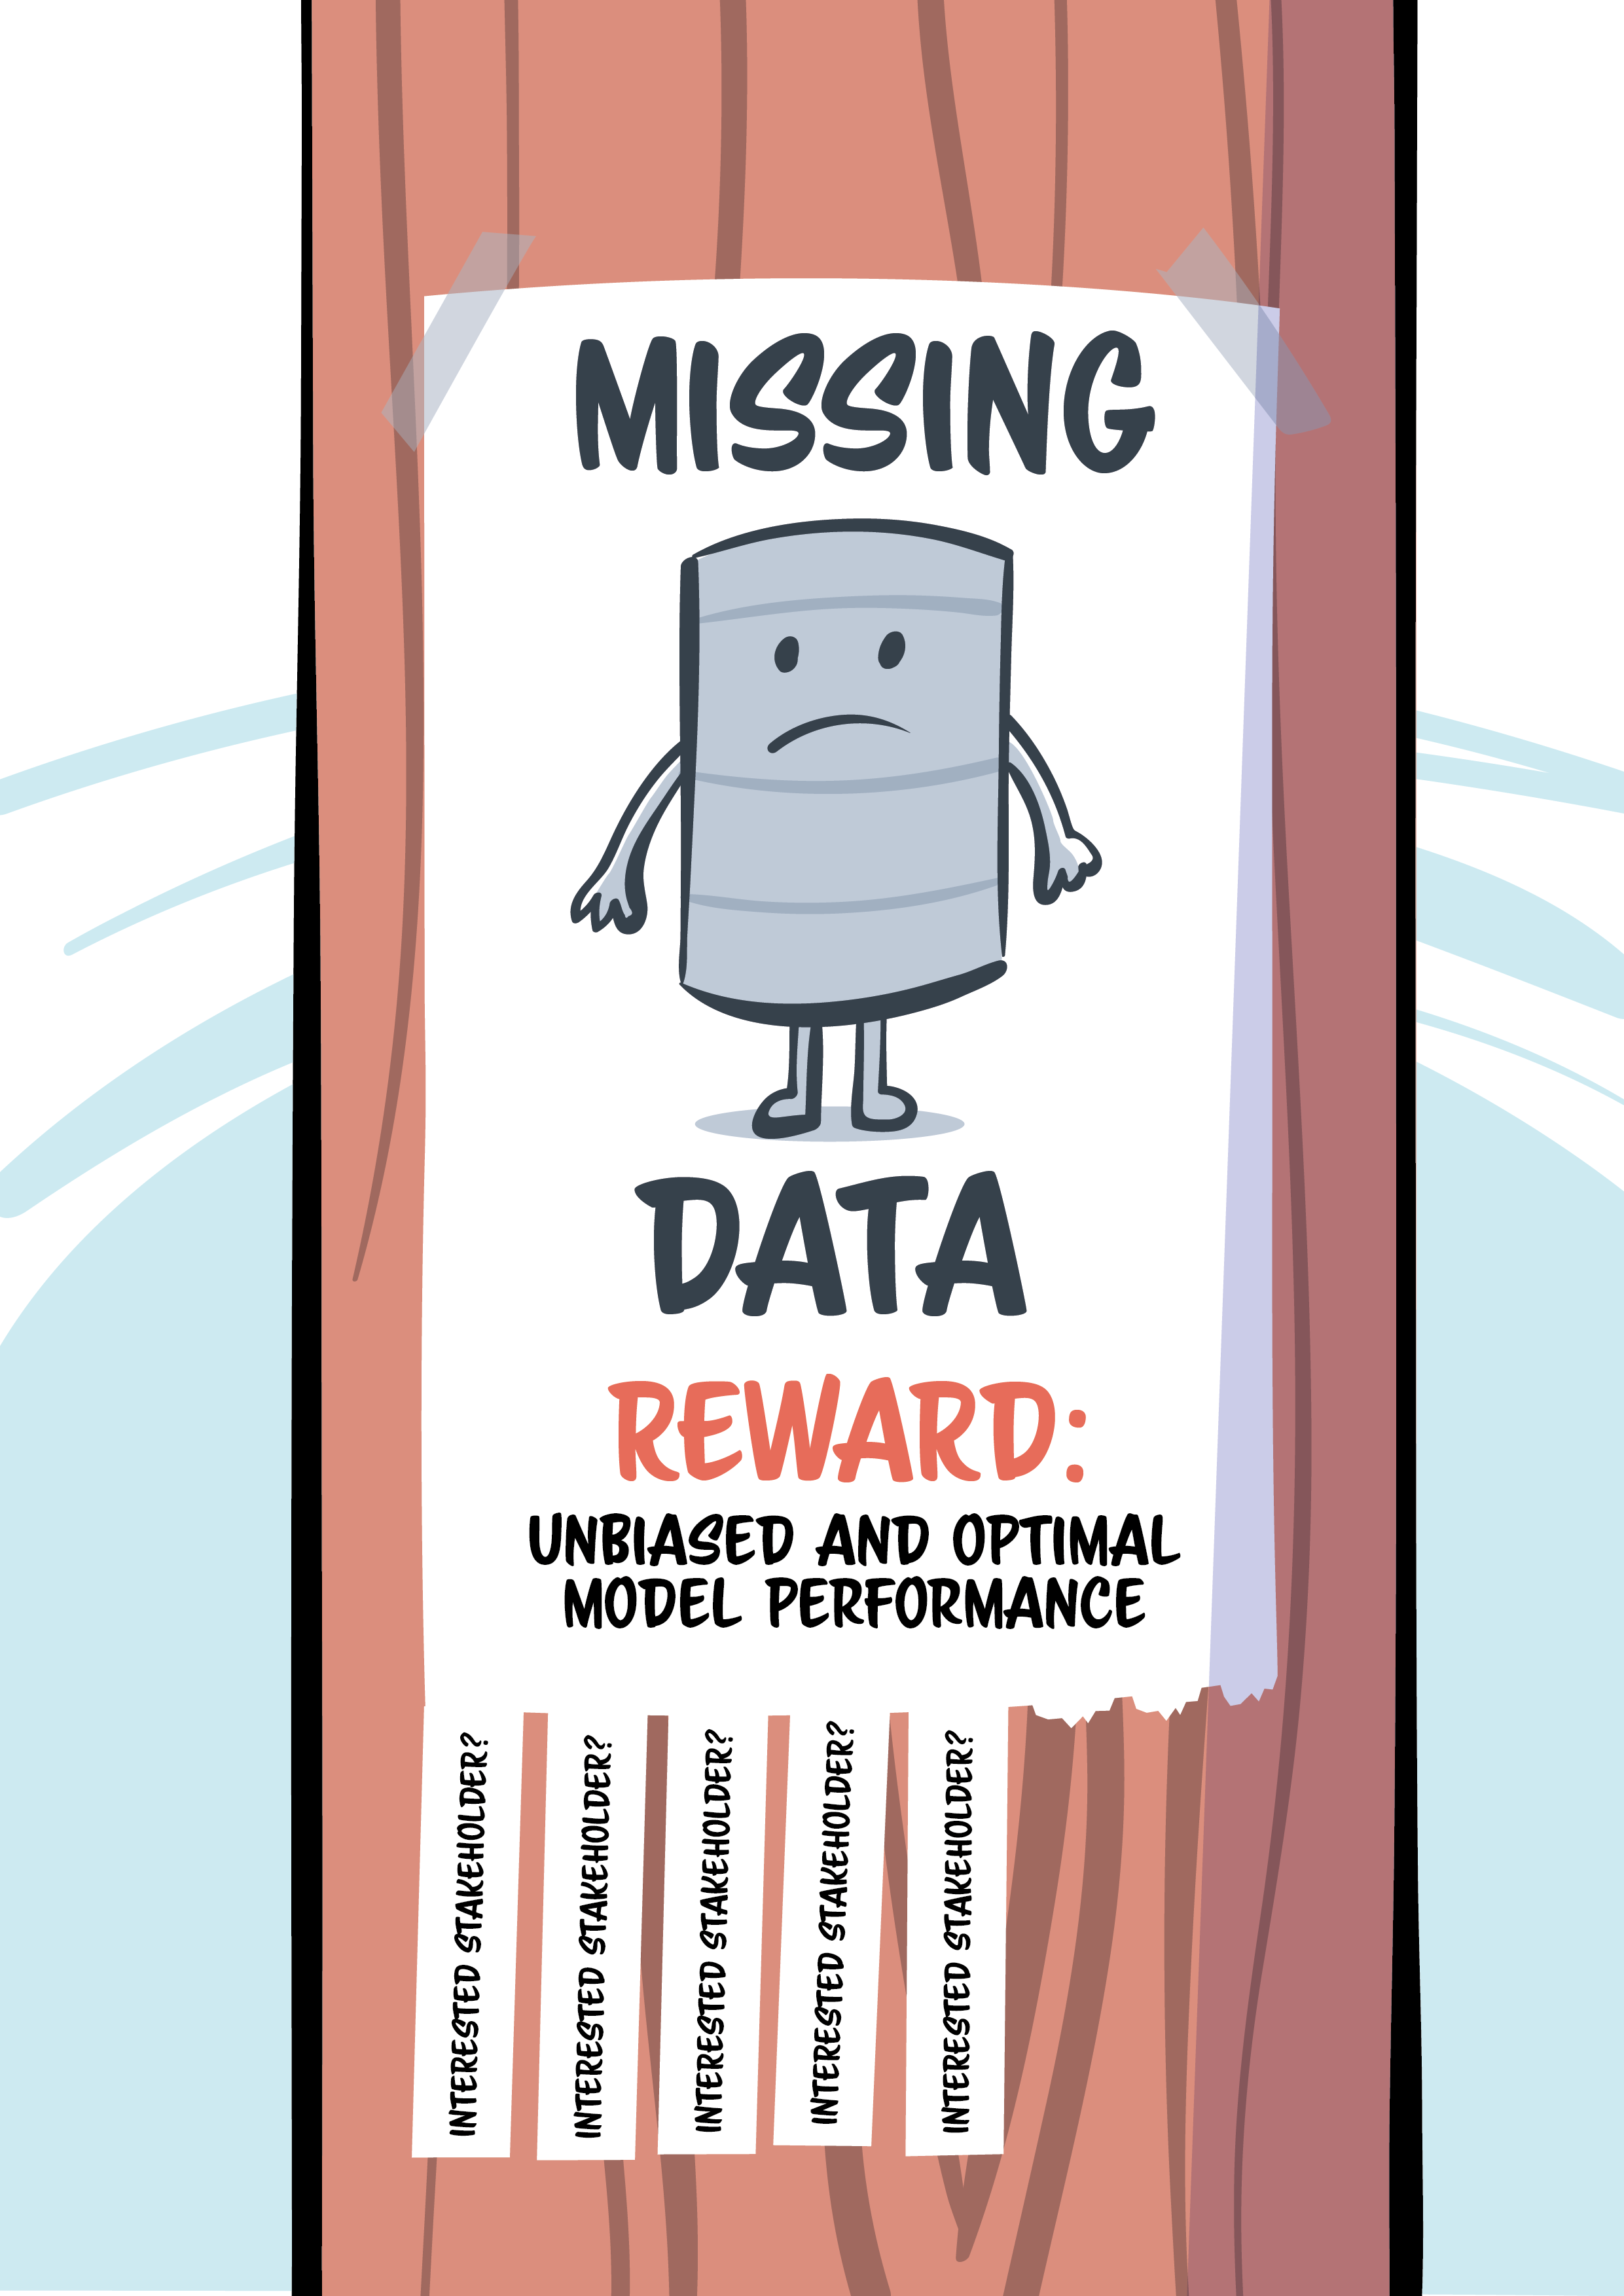 MISSING
DATA
REWARD:
UNBIASED AND OPTIMAL
MODEL PERFORMANCE
INTERESTED STAKEHOLDER?
INTERESTED STAKEHOLDER?
INTERESTED STAKEHOLDER?
INTERESTED STAKEHOLDER?
INTERESTED STAKEHOLDER?